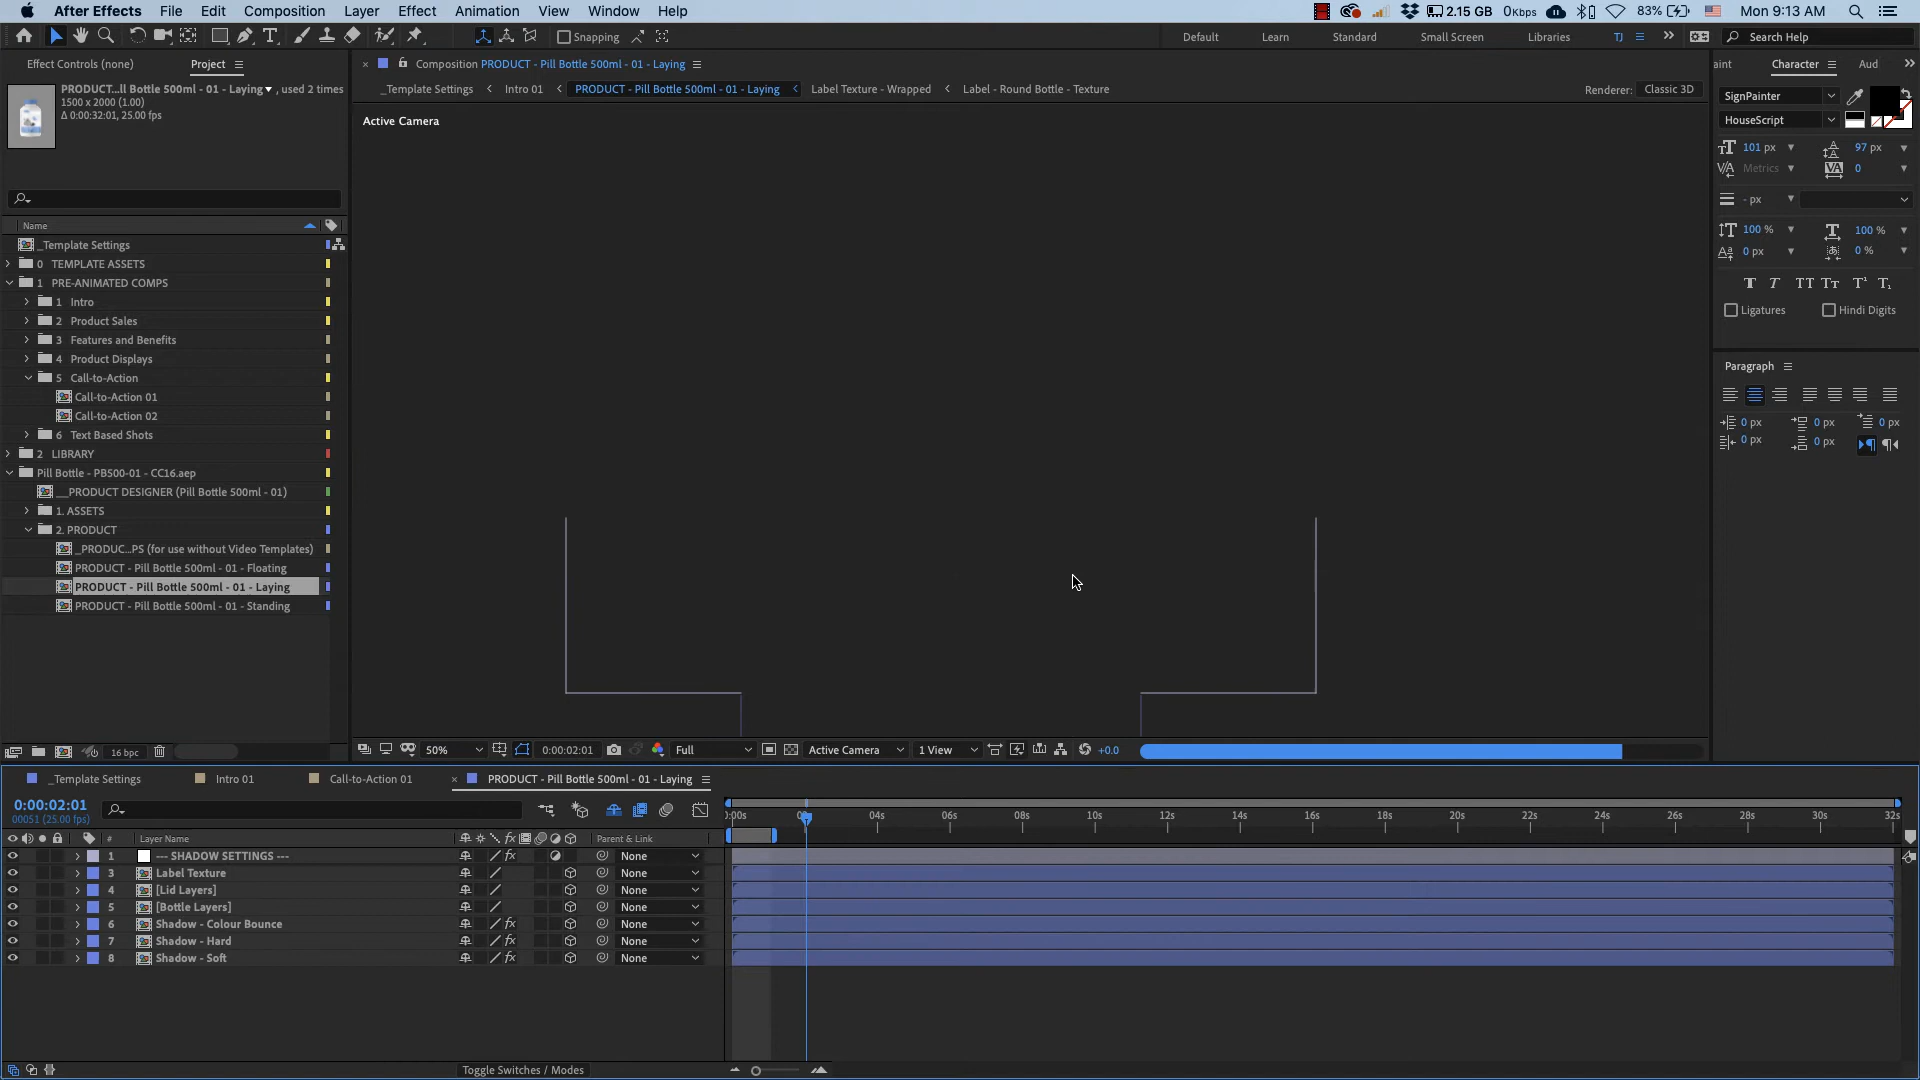 After Effects File Edit Composition Layer Effect Animation View Window Help 2.15 GB 0Kbps 83% Mon 9:13 AM
Snapping Default Learn Standard Small Screen Libraries TJ Search Help
Effect Controls (none) Project
PRODUCT...ll Bottle 500ml - 01 - Laying, used 2 times
1500 x 2000 (1.00)
Δ 0:00:32:01, 25.00 fps
Name
_Template Settings
0 TEMPLATE ASSETS
1 PRE-ANIMATED COMPS
1 Intro
2 Product Sales
3 Features and Benefits
4 Product Displays
5 Call-to-Action
Call-to-Action 01
Call-to-Action 02
6 Text Based Shots
2 LIBRARY
Pill Bottle - PB500-01 - CC16.aep
__PRODUCT DESIGNER (Pill Bottle 500ml - 01)
1. ASSETS
2. PRODUCT
_PRODUC...PS (for use without Video Templates)
PRODUCT - Pill Bottle 500ml - 01 - Floating
PRODUCT - Pill Bottle 500ml - 01 - Laying
PRODUCT - Pill Bottle 500ml - 01 - Standing
16 bpc
Composition PRODUCT - Pill Bottle 500ml - 01 - Laying
_Template Settings Intro 01 PRODUCT - Pill Bottle 500ml - 01 - Laying Label Texture - Wrapped Label - Round Bottle - Texture Renderer: Classic 3D
Active Camera
50% 0:00:02:01 Full Active Camera 1 View +0.0
aint Character Aud
SignPainter
HouseScript
101 px 97 px
Metrics 0
- px
100 % 100 %
0 px 0 %
T T TT Tt T¹ T₁
Ligatures Hindi Digits
Paragraph
0 px 0 px 0 px
0 px 0 px
_Template Settings Intro 01 Call-to-Action 01 PRODUCT - Pill Bottle 500ml - 01 - Laying
0:00:02:01
00051 (25.00 fps)
:00s 04s 06s 08s 10s 12s 14s 16s 18s 20s 22s 24s 26s 28s 30s 32s
# Layer Name fx Parent & Link
1 --- SHADOW SETTINGS --- fx None
3 Label Texture None
4 [Lid Layers] None
5 [Bottle Layers] None
6 Shadow - Colour Bounce fx None
7 Shadow - Hard fx None
8 Shadow - Soft fx None
Toggle Switches / Modes